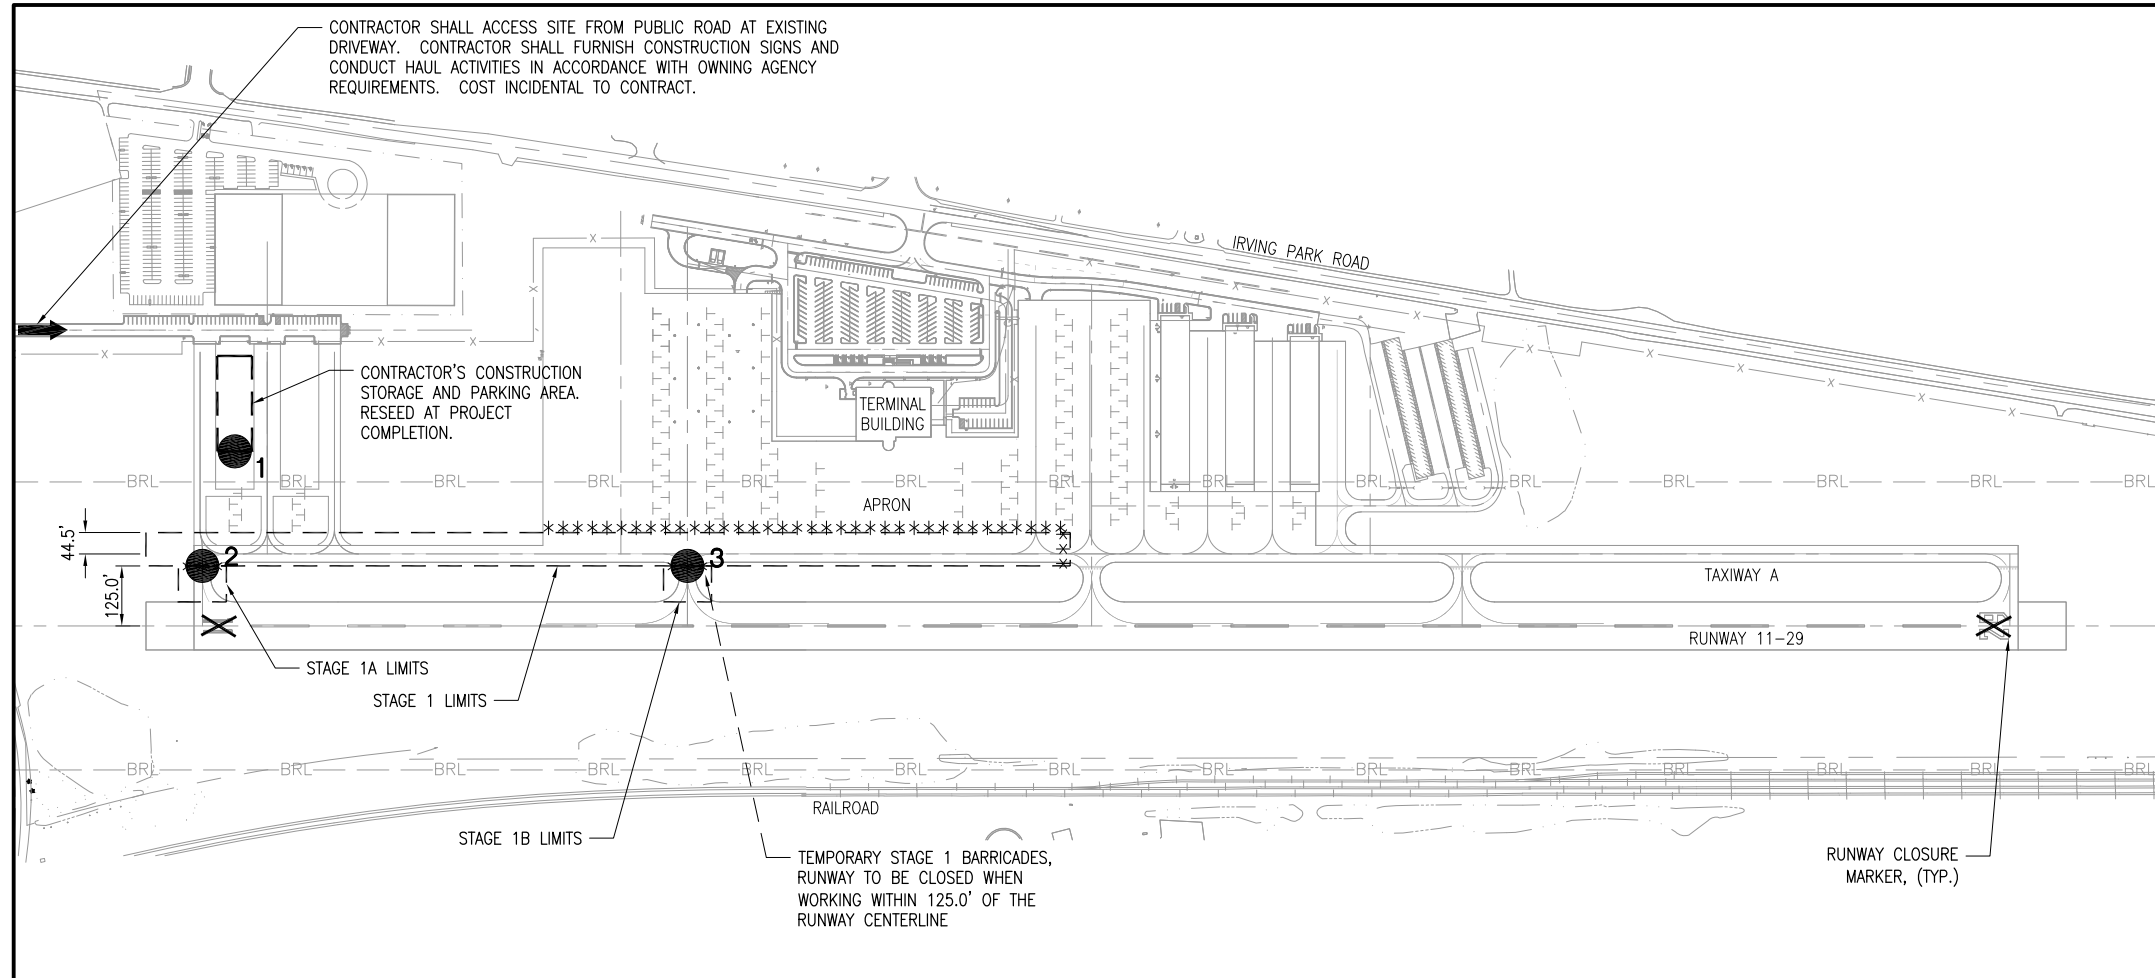 CONTRACTOR SHALL ACCESS SITE FROM PUBLIC ROAD AT EXISTING
DRIVEWAY. CONTRACTOR SHALL FURNISH CONSTRUCTION SIGNS AND
CONDUCT HAUL ACTIVITIES IN ACCORDANCE WITH OWNING AGENCY
REQUIREMENTS. COST INCIDENTAL TO CONTRACT.
IRVING PARK ROAD
CONTRACTOR'S CONSTRUCTION
STORAGE AND PARKING AREA.
RESEED AT PROJECT
COMPLETION.
TERMINAL
BUILDING
1
BRL BRL BRL BRL BRL BRL BRL BRL BRL BRL BRL BRL BRL BRL
APRON
44.5'
2
3
125.0'
TAXIWAY A
RUNWAY 11-29
STAGE 1A LIMITS
STAGE 1 LIMITS
BRL BRL BRL BRL BRL BRL BRL BRL BRL BRL BRL BRL BRL BRL
RAILROAD
STAGE 1B LIMITS
TEMPORARY STAGE 1 BARRICADES,
RUNWAY TO BE CLOSED WHEN
WORKING WITHIN 125.0' OF THE
RUNWAY CENTERLINE
RUNWAY CLOSURE
MARKER, (TYP.)